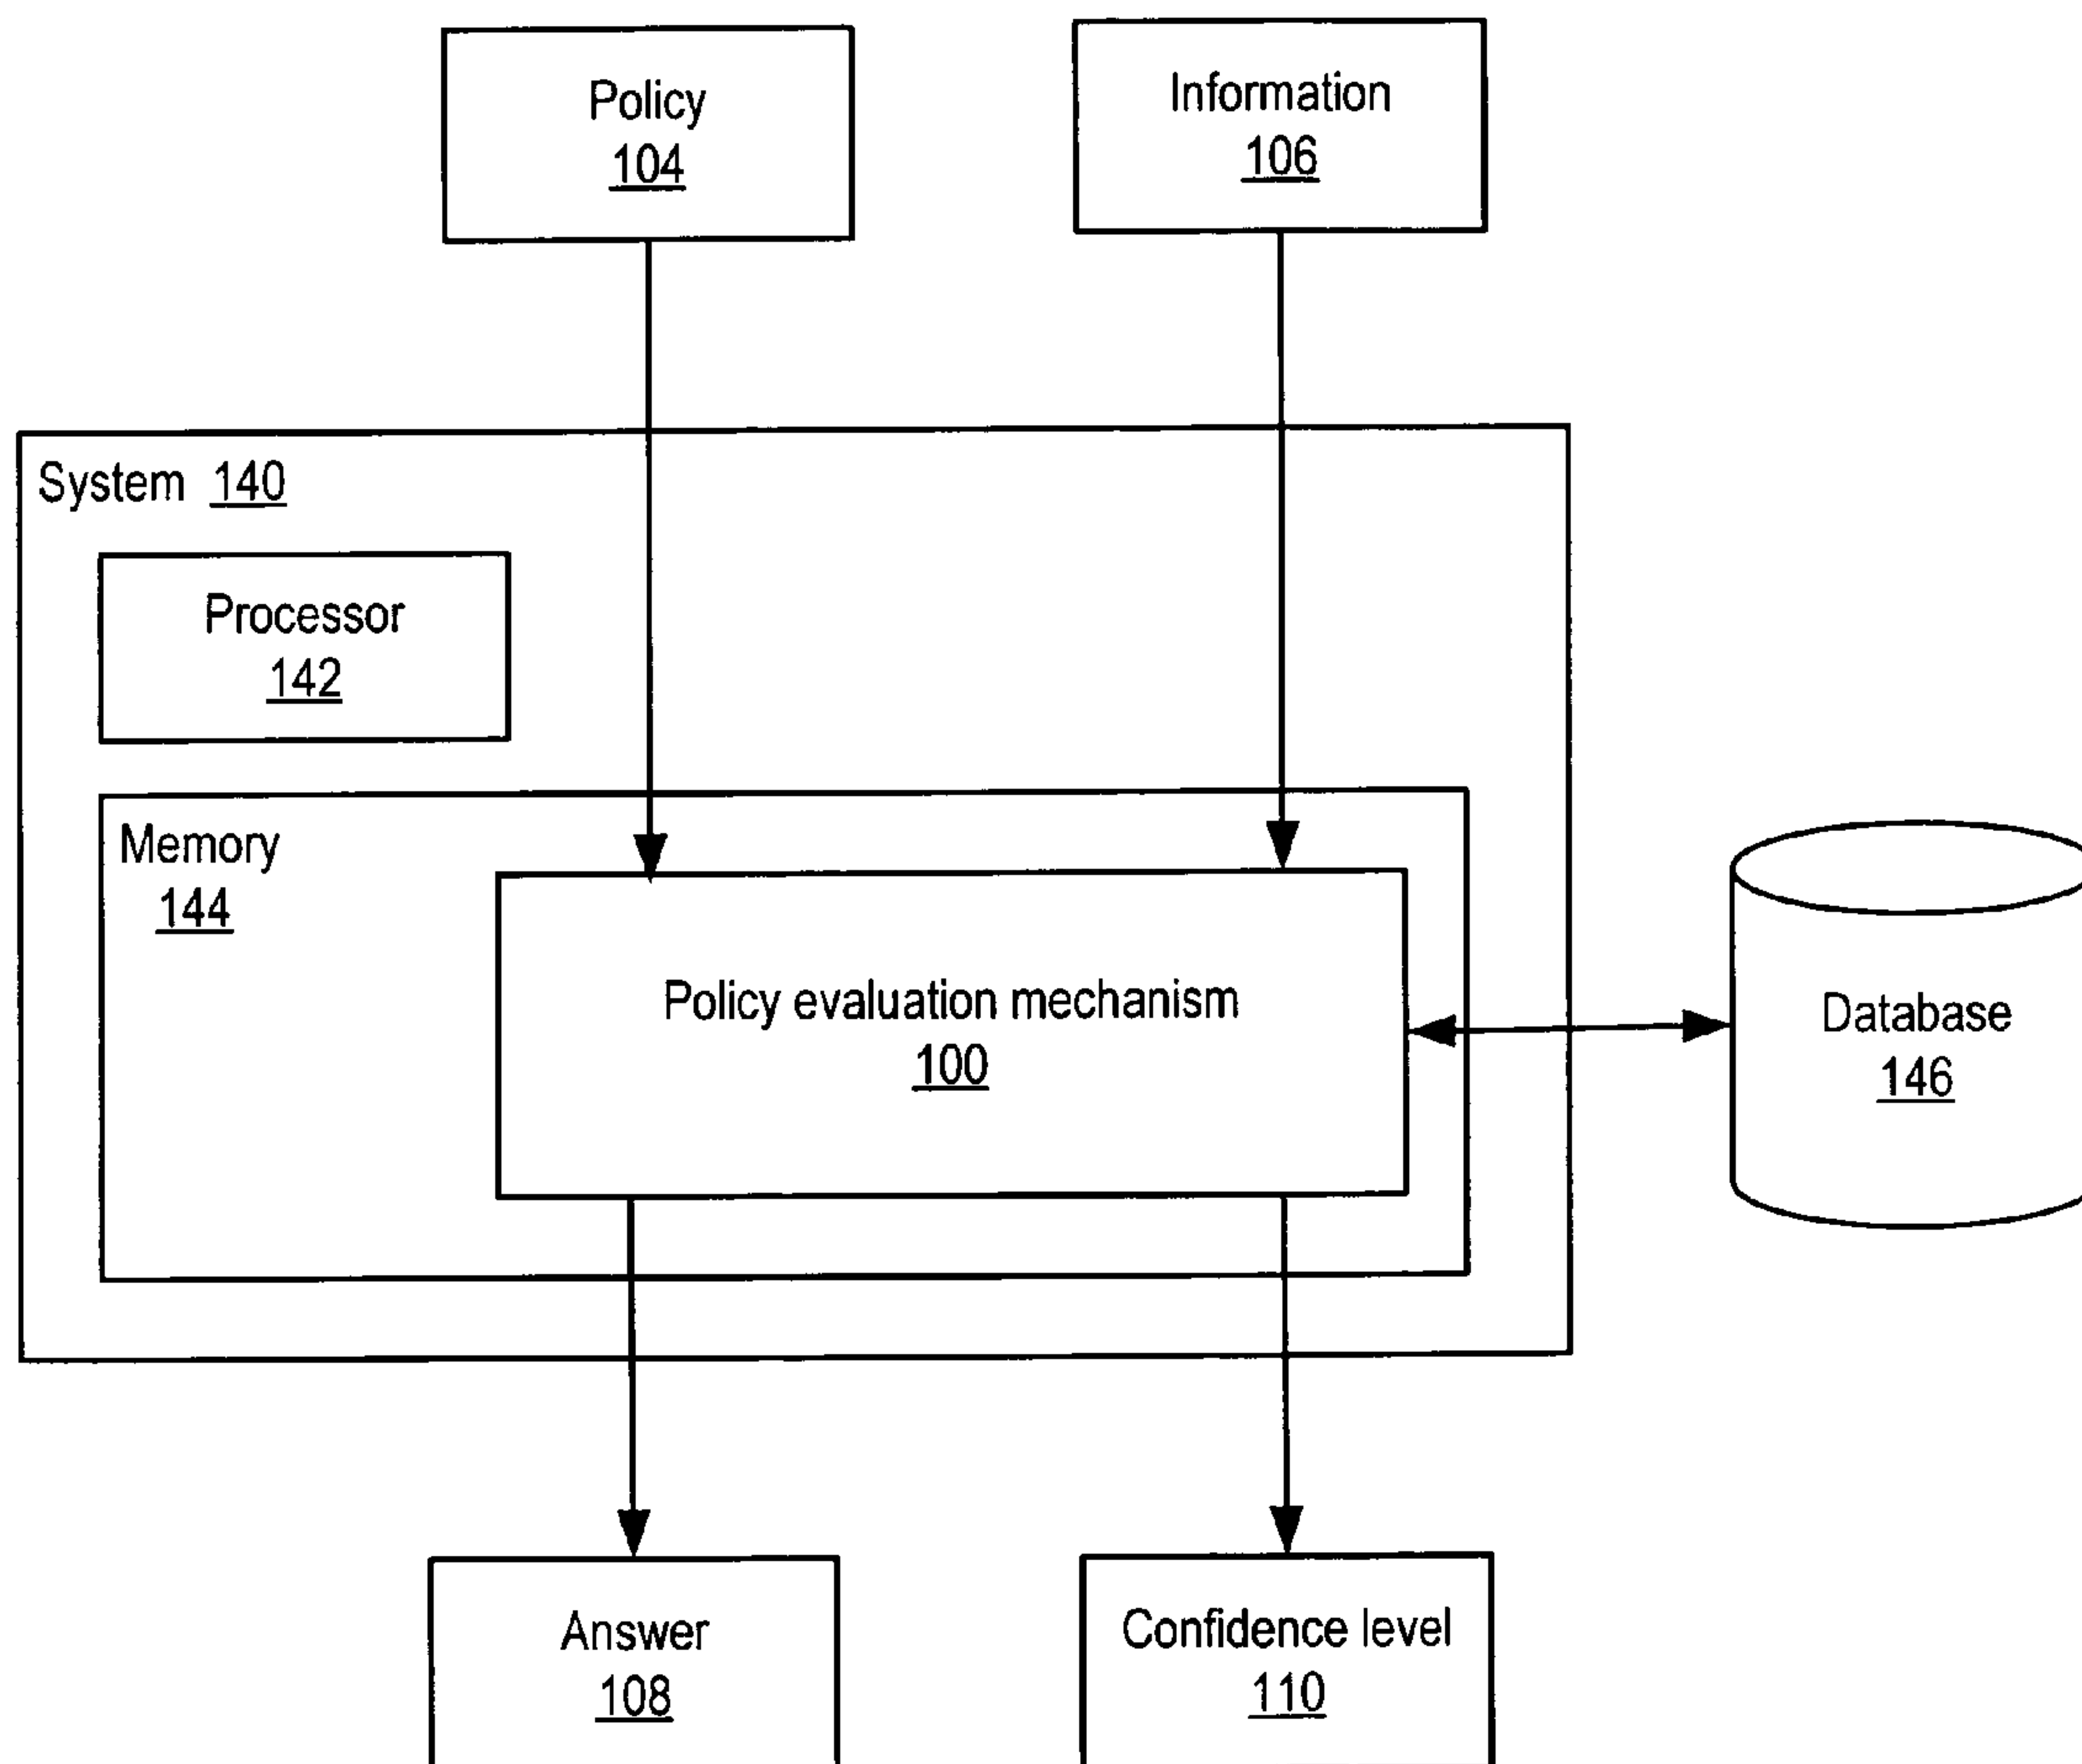 Policy
104
Information
106
System 140
Processor
142
Memory
144
Policy evaluation mechanism
100
Database
146
Answer
108
Confidence level
110